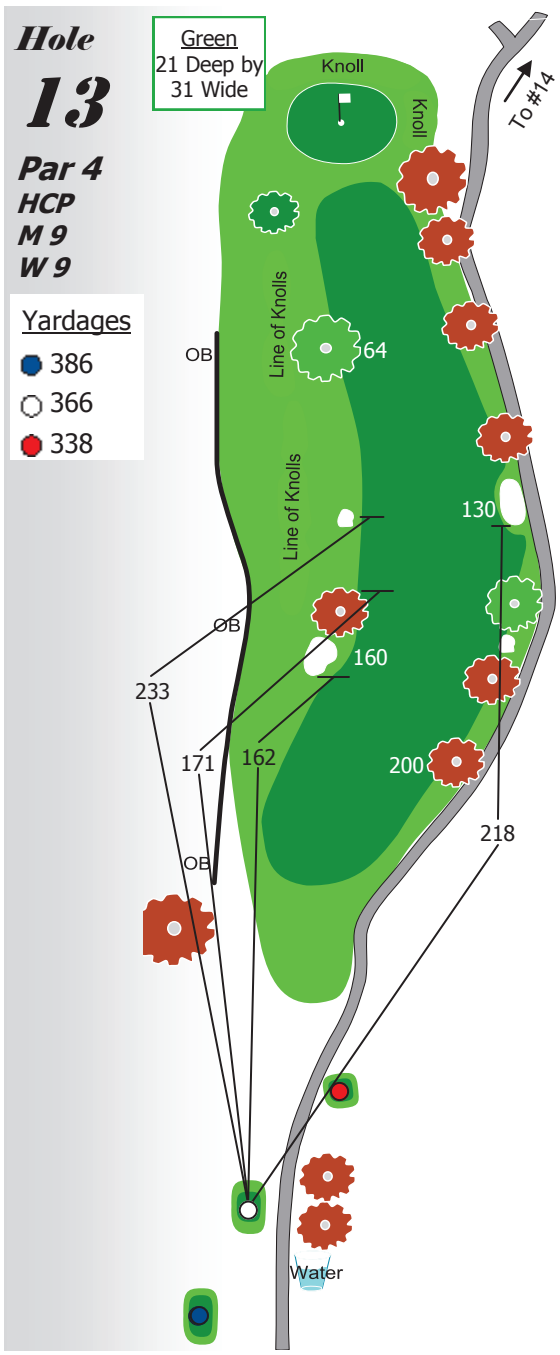 Hole
13
Par 4
HCP
M 9
W 9
Green
21 Deep by
31 Wide
Yardages
386
366
338
Knoll
Knoll
To #14
Line of Knolls
64
OB
Line of Knolls
130
OB
160
233
171
162
200
218
OB
Water